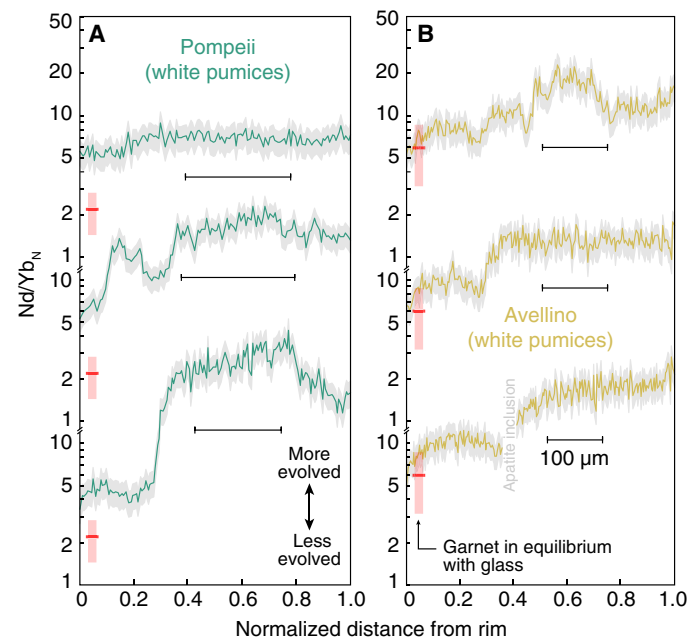 A
Pompeii
(white pumices)
B
Nd/Yb_N
50
20
10
5
2
1
10
5
2
1
10
5
2
1
More
evolved
Less
evolved
0
0.2
0.4
0.6
0.8
1.0
50
20
10
5
2
1
10
5
2
1
10
5
2
1
Avellino
(white pumices)
Apatite inclusion
100 µm
Garnet in equilibrium
with glass
0
0.2
0.4
0.6
0.8
1.0
Normalized distance from rim